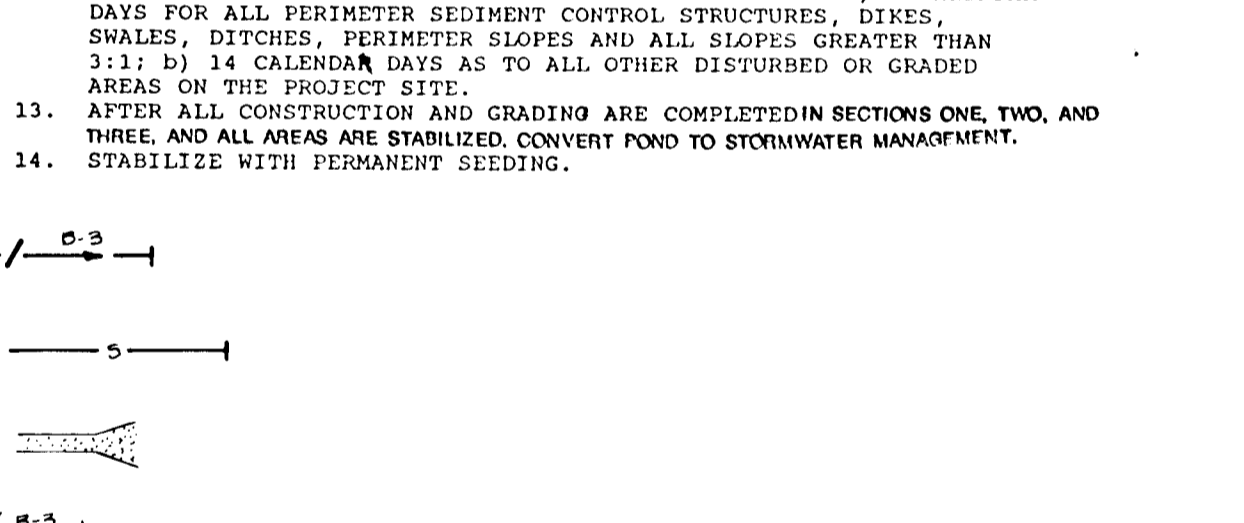 DAYS FOR ALL PERIMETER SEDIMENT CONTROL STRUCTURES, DIKES,
SWALES, DITCHES, PERIMETER SLOPES AND ALL SLOPES GREATER THAN
3:1; b) 14 CALENDAR DAYS AS TO ALL OTHER DISTURBED OR GRADED
AREAS ON THE PROJECT SITE.
13. AFTER ALL CONSTRUCTION AND GRADING ARE COMPLETEDIN SECTIONS ONE, TWO, AND
THREE, AND ALL AREAS ARE STABILIZED. CONVERT POND TO STORMWATER MANAGEMENT.
14. STABILIZE WITH PERMANENT SEEDING.
B-3
S
B-3